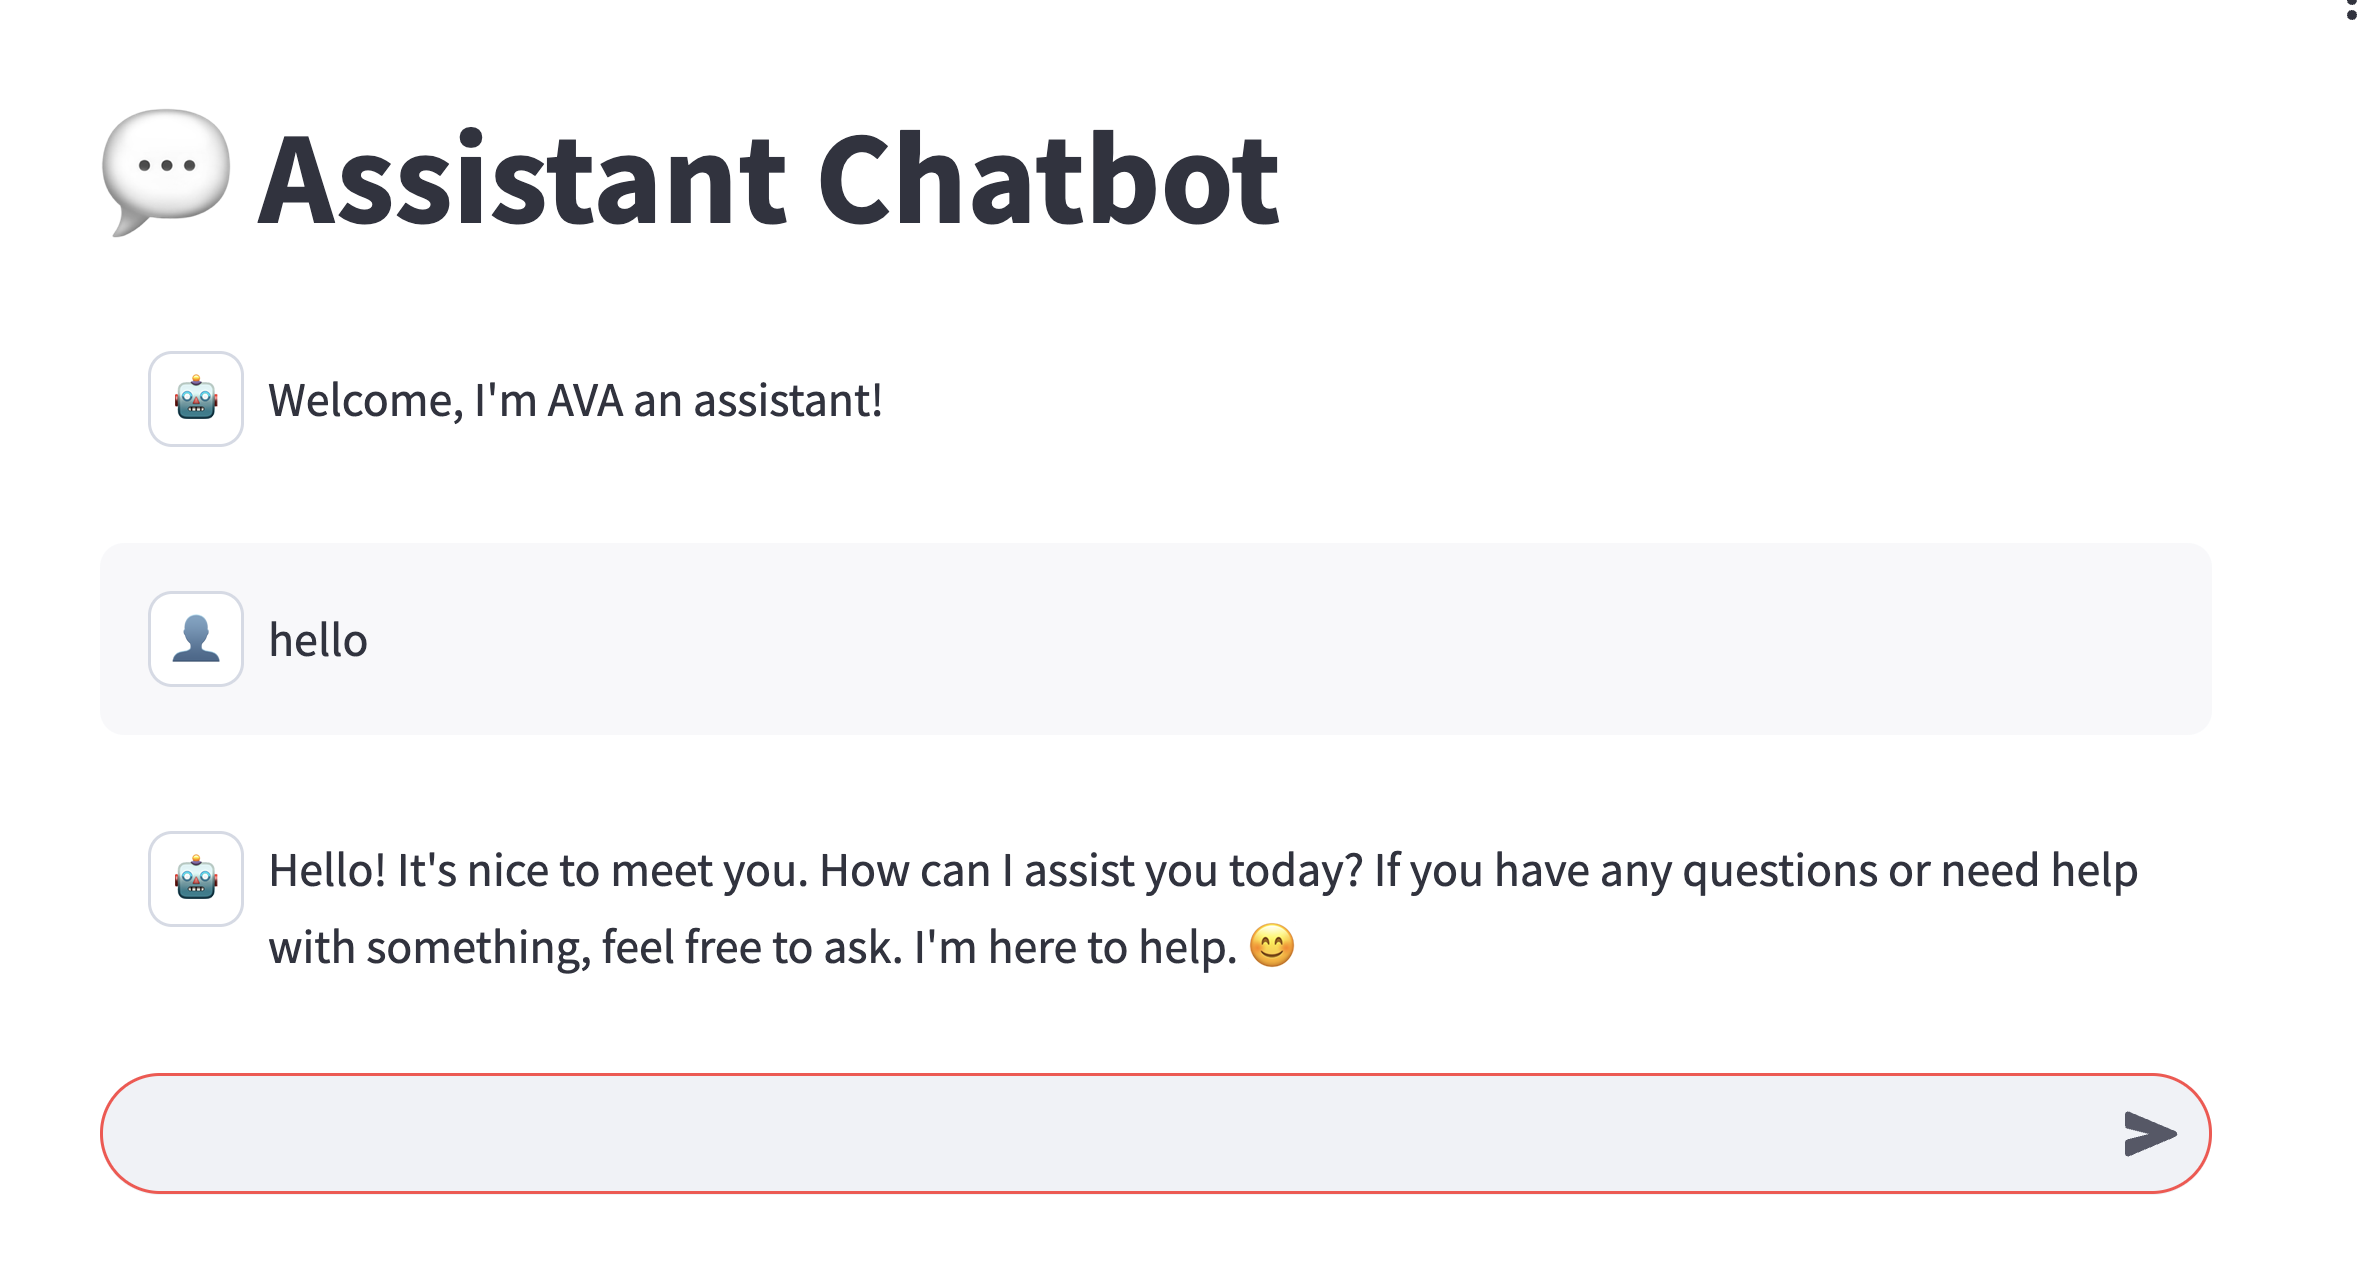 💬 Assistant Chatbot
Welcome, I'm AVA an assistant!
hello
Hello! It's nice to meet you. How can I assist you today? If you have any questions or need help
with something, feel free to ask. I'm here to help. 😊